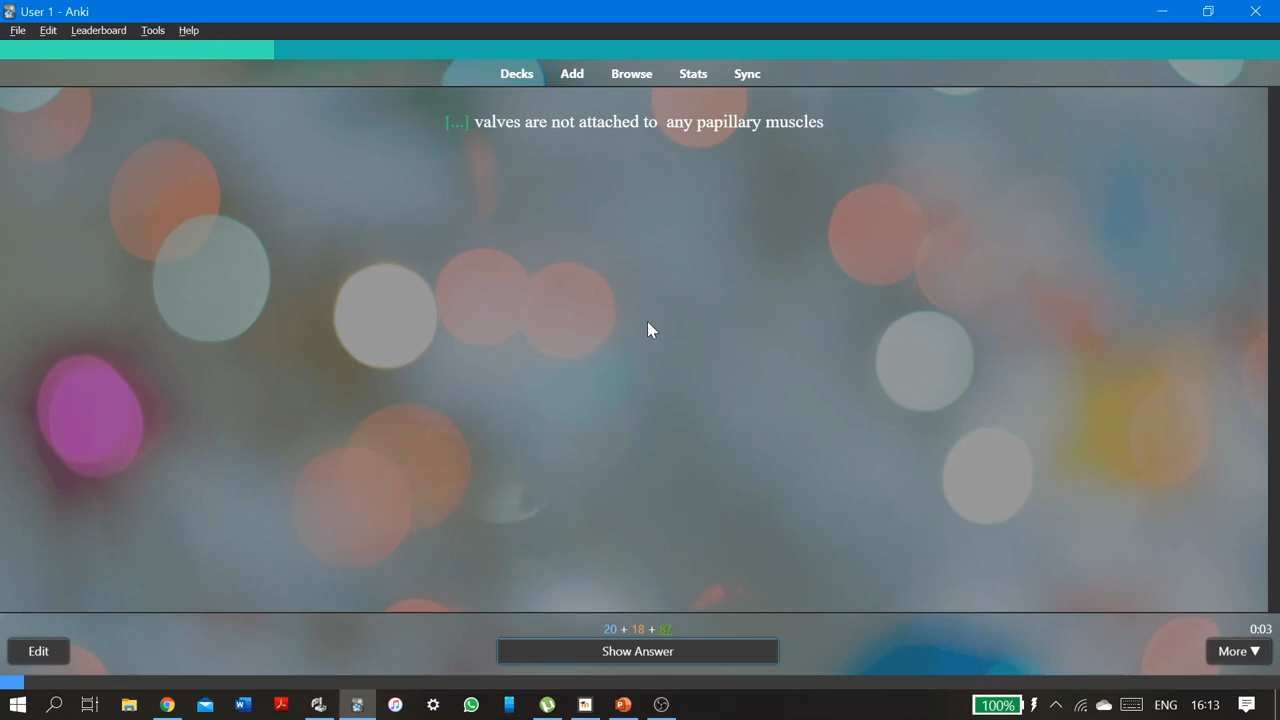 User 1 - Anki
File Edit Leaderboard Tools Help
Decks Add Browse Stats Sync
[...] valves are not attached to  any papillary muscles
20 + 18 + 87
0:03
Edit
Show Answer
More ▼
100%
ENG
16:13